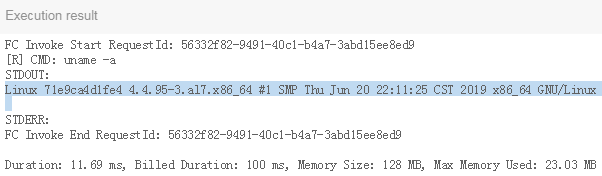 Execution result
FC Invoke Start RequestId: 56332f82-9491-40c1-b4a7-3abd15ee8ed9
[R] CMD: uname -a
STDOUT:
Linux 71e9ca4d1fe4 4.4.95-3.al7.x86_64 #1 SMP Thu Jun 20 22:11:25 CST 2019 x86_64 GNU/Linux
STDERR:
FC Invoke End RequestId: 56332f82-9491-40c1-b4a7-3abd15ee8ed9
Duration: 11.69 ms, Billed Duration: 100 ms, Memory Size: 128 MB, Max Memory Used: 23.03 MB